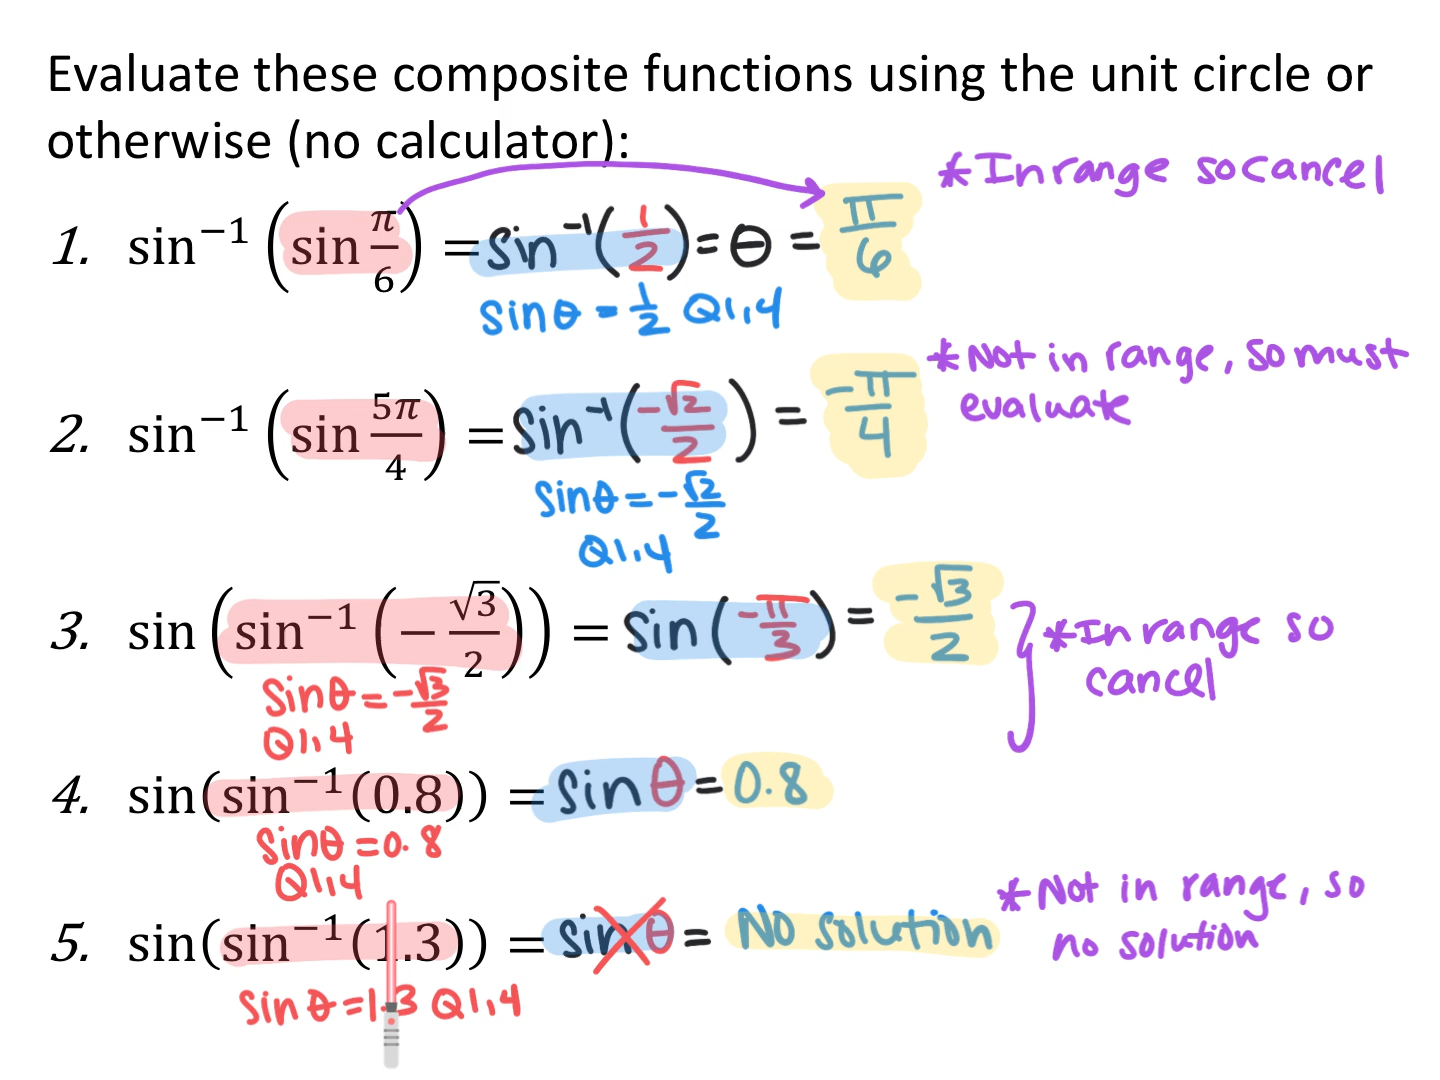 Evaluate these composite functions using the unit circle or
otherwise (no calculator):
*In range so cancel
1. sin⁻¹(sin π/6) = sin⁻¹(1/2) = θ = π/6
sinθ = 1/2 Q1,4
*Not in range, so must
evaluate
2. sin⁻¹(sin 5π/4) = sin⁻¹(-√2/2) = -π/4
sinθ = -√2/2
Q1,4
3. sin(sin⁻¹(-√3/2)) = sin(-π/3) = -√3/2
*In range so
cancel
sinθ = -√3/2
Q1,4
4. sin(sin⁻¹(0.8)) = sinθ = 0.8
sinθ = 0.8
Q1,4
*Not in range, so
no solution
5. sin(sin⁻¹(1.3)) = sinθ = No solution
sinθ = 1.3 Q1,4